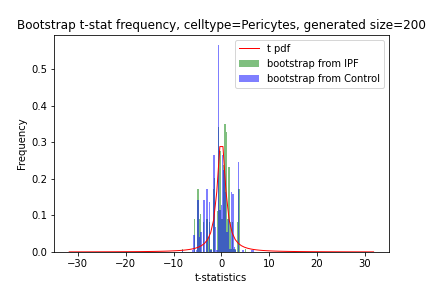 Bootstrap t-stat frequency, celltype=Pericytes, generated size=200
t pdf
bootstrap from IPF
bootstrap from Control
Frequency
0.5
0.4
0.3
0.2
0.1
0.0
−30 −20 −10 0 10 20 30
t-statistics